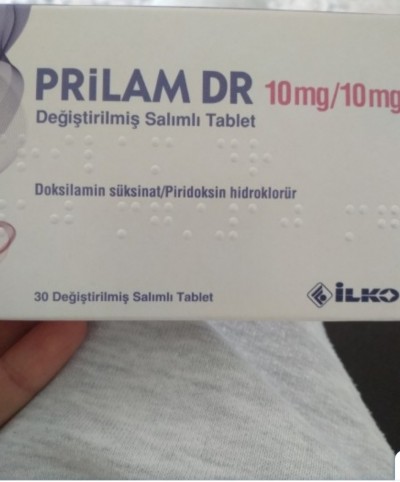 PRiLAM DR 10mg/10mg
Değiştirilmiş Salımlı Tablet
Doksilamin süksinat/Piridoksin hidroklorür
30 Değiştirilmiş Salımlı Tablet
İLKO